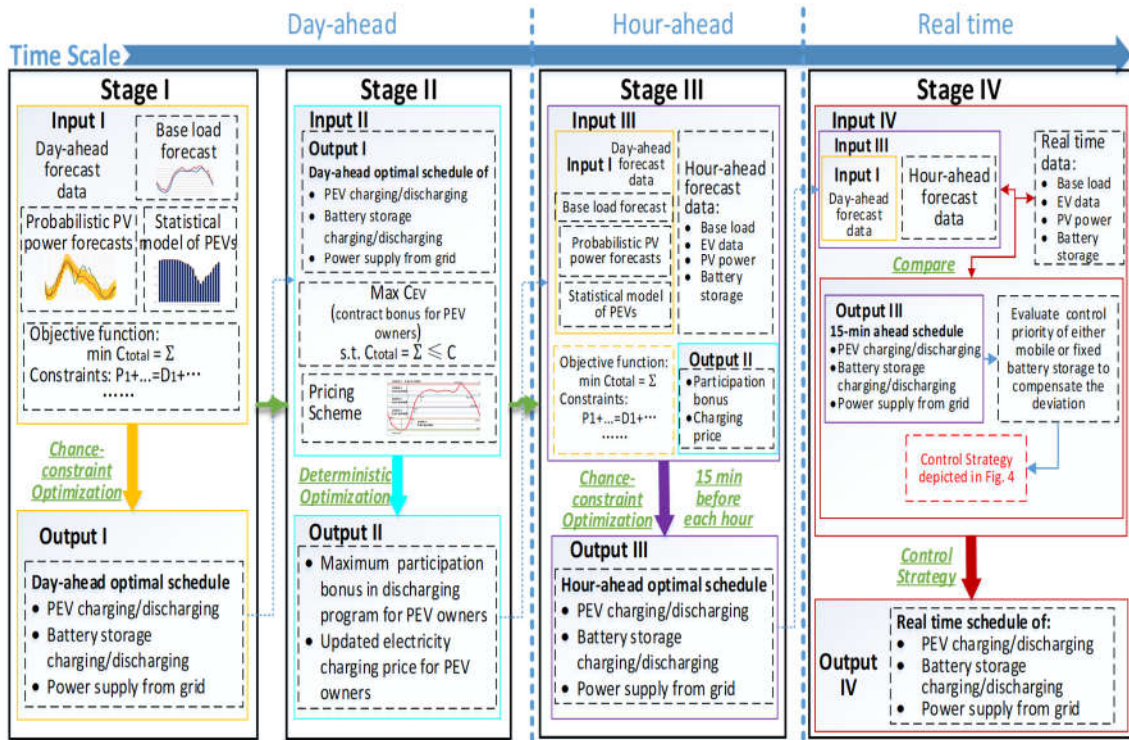 Day-ahead
Hour-ahead
Real time
Time Scale
Stage I
Input I
Day-ahead
forecast
data
Base load
forecast
Probabilistic PV
power forecasts
Statistical
model of PEVs
Objective function:
min Ctotal = Σ
Constraints: P1+...=D1+···
······
Chance-
constraint
Optimization
Output I
Day-ahead optimal schedule
• PEV charging/discharging
• Battery storage
charging/discharging
• Power supply from grid
Stage II
Input II
Output I
Day-ahead optimal schedule of
• PEV charging/discharging
• Battery storage
charging/discharging
• Power supply from grid
Max CEV
(contract bonus for PEV
owners)
s.t. Ctotal = Σ ≤ C
Pricing
Scheme
Deterministic
Optimization
Output II
• Maximum participation
bonus in discharging
program for PEV owners
• Updated electricity
charging price for PEV
owners
Stage III
Input III
Input I
Day-ahead
forecast
data
Base load forecast
Probabilistic PV
power forecasts
Statistical model
of PEVs
Objective function:
min Ctotal = Σ
Constraints:
P1+...=D1+···
······
Hour-ahead
forecast
data:
• Base load
• EV data
• PV power
• Battery
storage
Output II
•Participation
bonus
•Charging
price
Chance-
constraint
Optimization
15 min
before
each hour
Output III
Hour-ahead optimal schedule
• PEV charging/discharging
• Battery storage
charging/discharging
• Power supply from grid
Stage IV
Input IV
Input III
Input I
Day-ahead
forecast
data
Hour-ahead
forecast
data
Real time
data:
• Base load
• EV data
• PV power
• Battery
storage
Compare
Output III
15-min ahead schedule
•PEV charging/discharging
•Battery storage
charging/discharging
•Power supply from grid
Evaluate control
priority of either
mobile or fixed
battery storage to
compensate the
deviation
Control Strategy
depicted in Fig. 4
Control
Strategy
Output
IV
Real time schedule of:
• PEV charging/discharging
• Battery storage
charging/discharging
• Power supply from grid